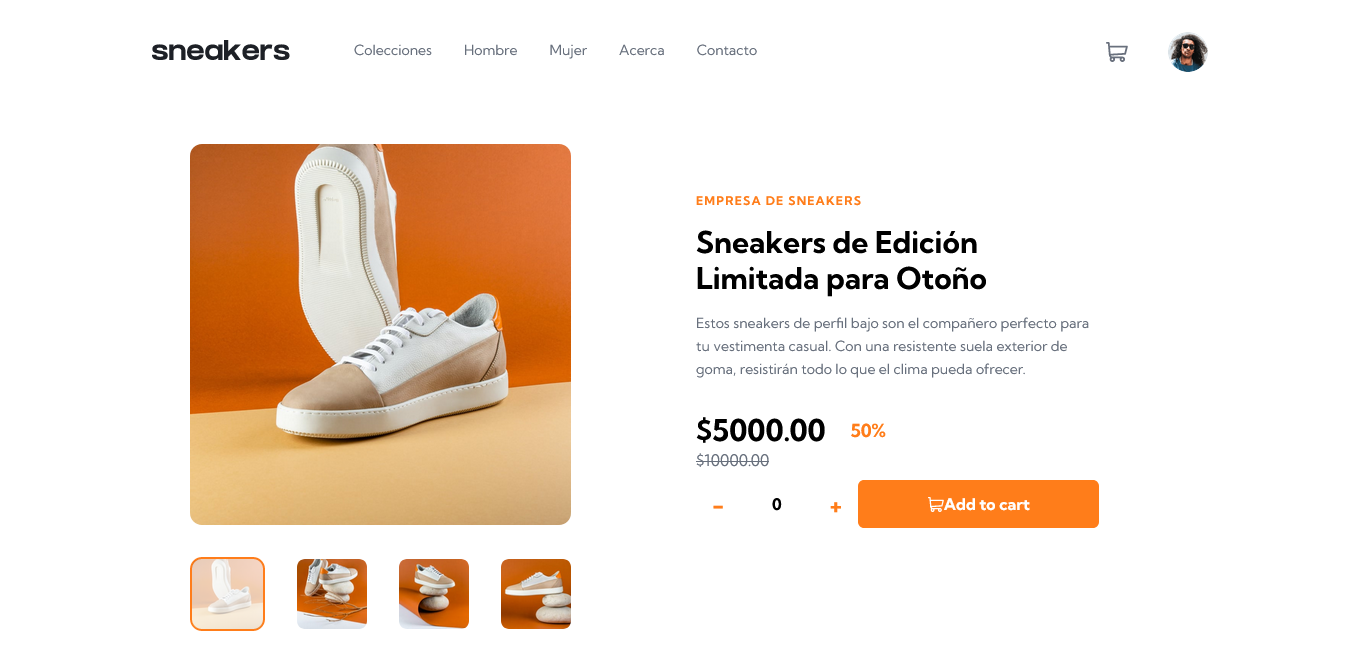 sneakers
Colecciones
Hombre
Mujer
Acerca
Contacto
EMPRESA DE SNEAKERS
Sneakers de Edición
Limitada para Otoño
Estos sneakers de perfil bajo son el compañero perfecto para
tu vestimenta casual. Con una resistente suela exterior de
goma, resistirán todo lo que el clima pueda ofrecer.
$5000.00 50%
$10000.00
- 0 + Add to cart